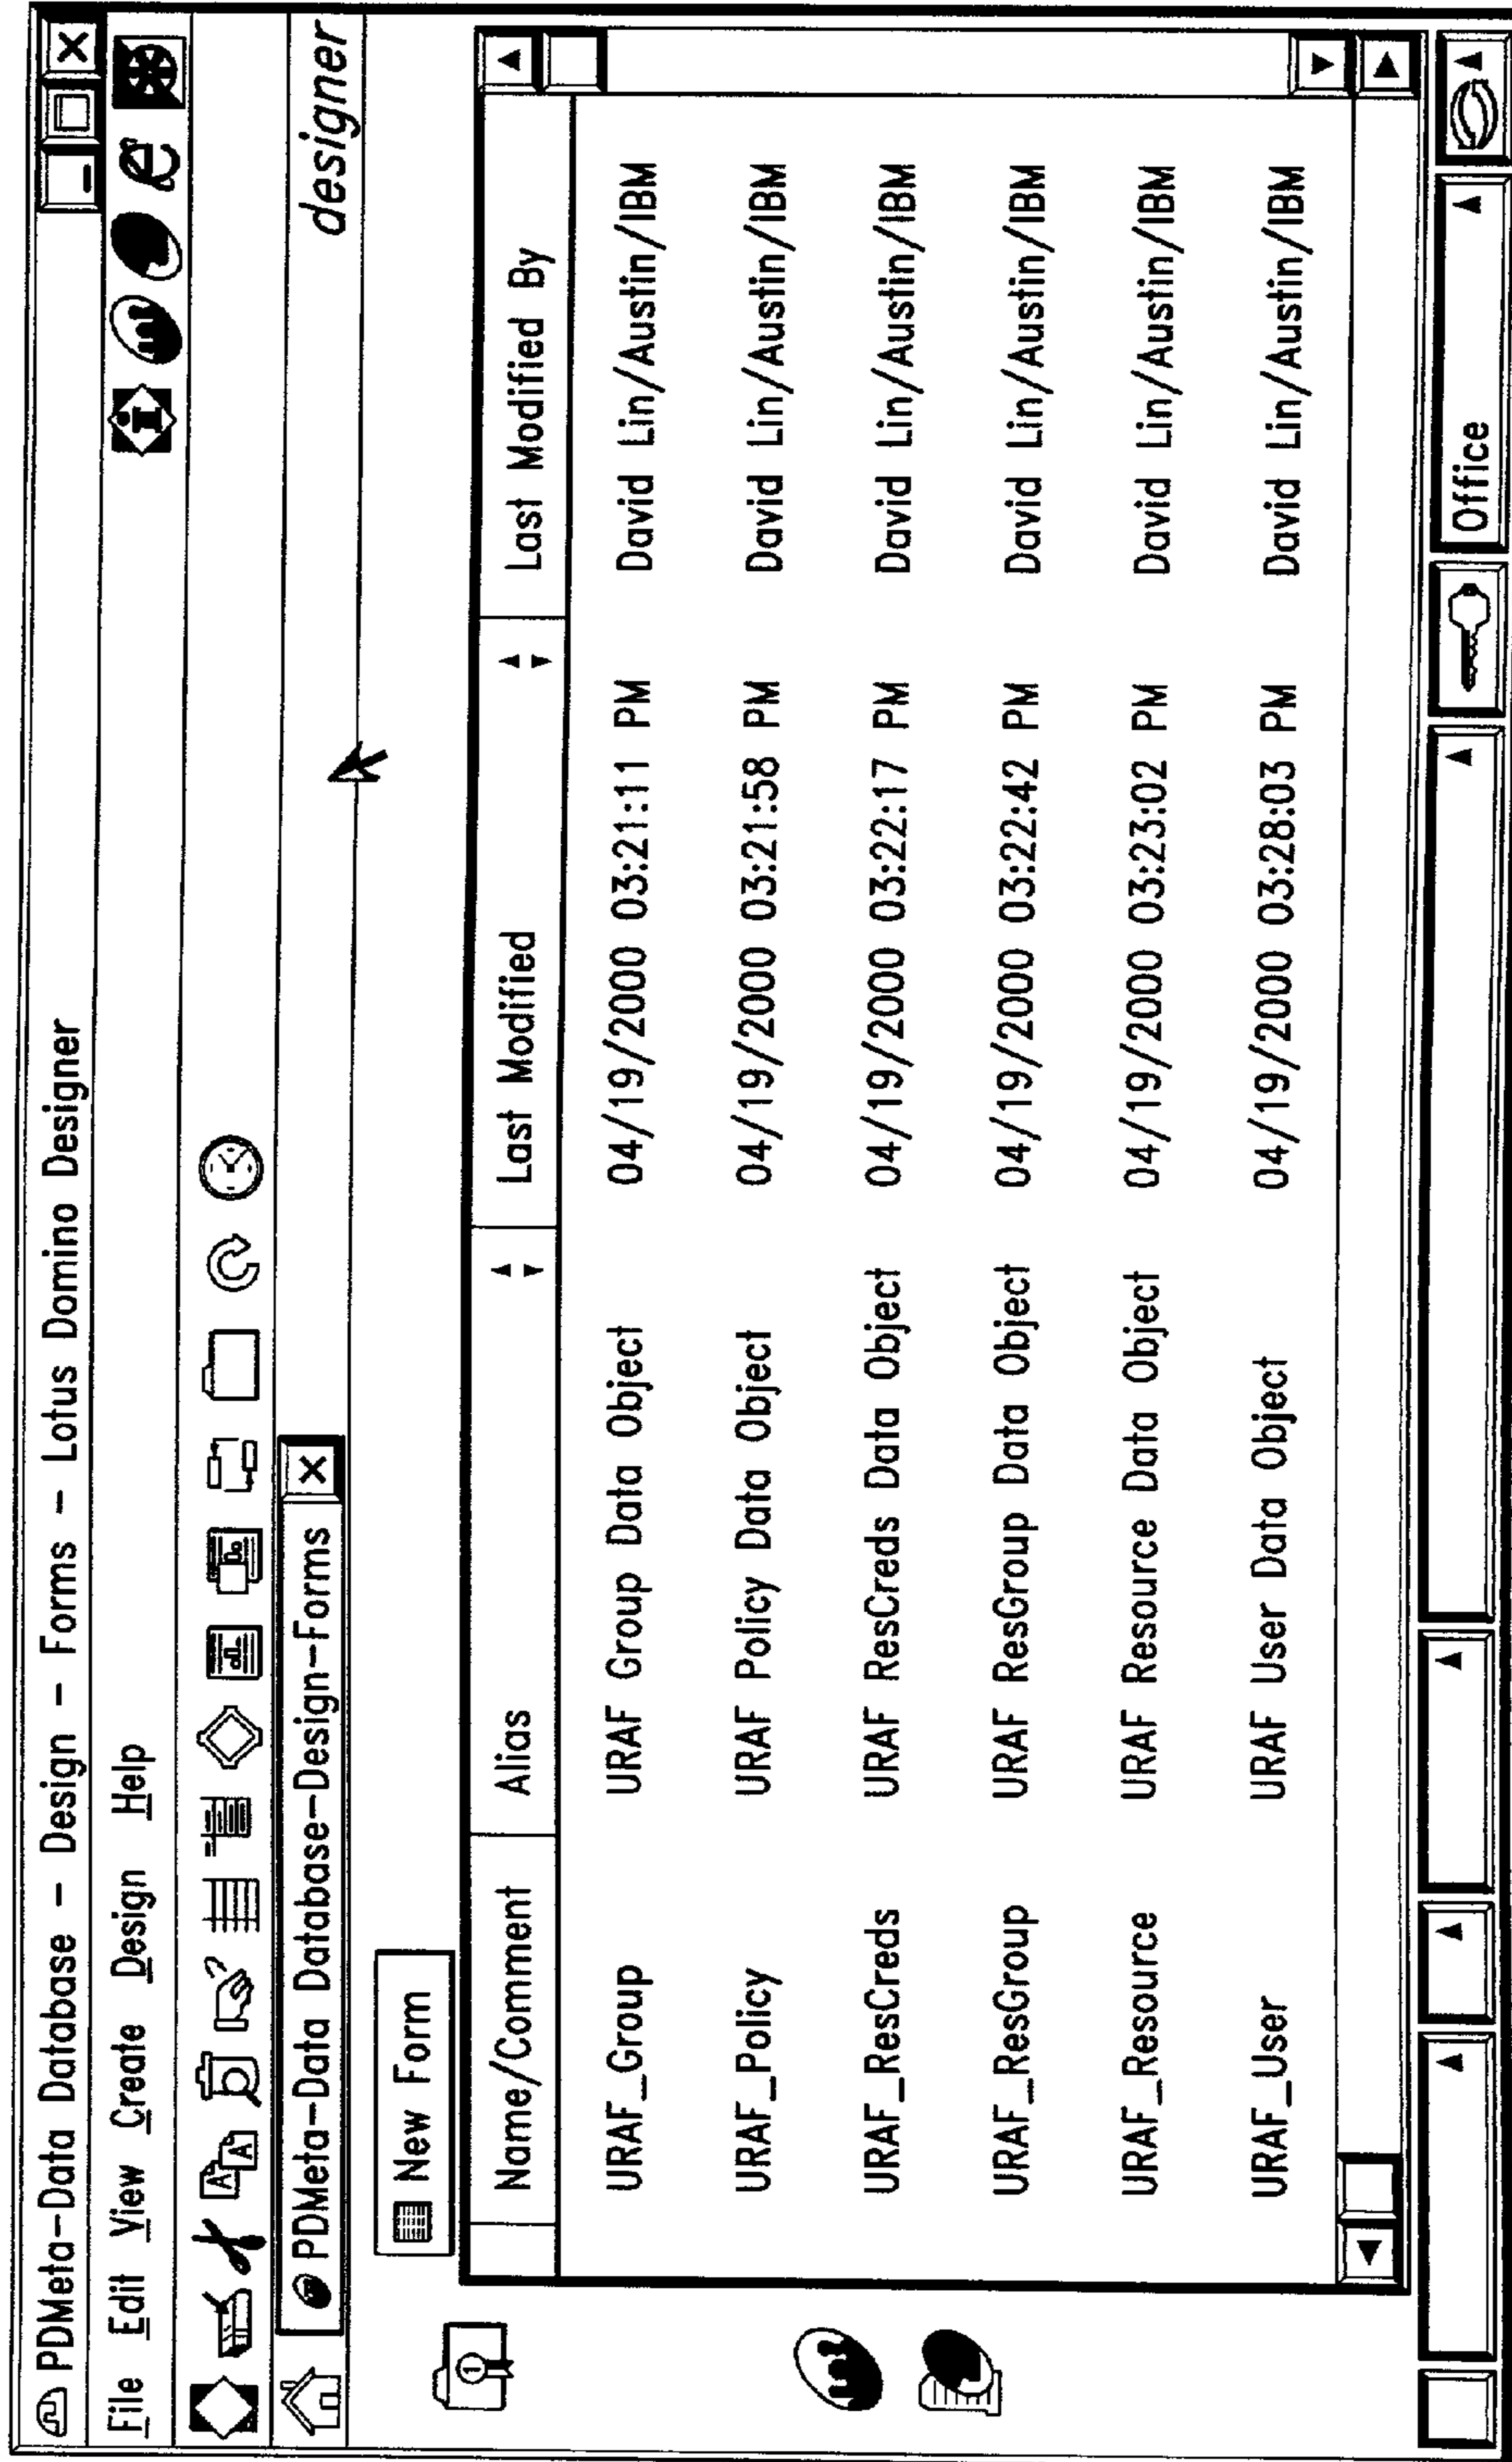 PDMeta-Data Database - Design - Forms - Lotus Domino Designer
File Edit View Create Design Help
PDMeta-Data Database-Design-Forms
designer
New Form
Name/Comment Alias Last Modified Last Modified By
URAF_Group URAF Group Data Object 04/19/2000 03:21:11 PM David Lin/Austin/IBM
URAF_Policy URAF Policy Data Object 04/19/2000 03:21:58 PM David Lin/Austin/IBM
URAF_ResCreds URAF ResCreds Data Object 04/19/2000 03:22:17 PM David Lin/Austin/IBM
URAF_ResGroup URAF ResGroup Data Object 04/19/2000 03:22:42 PM David Lin/Austin/IBM
URAF_Resource URAF Resource Data Object 04/19/2000 03:23:02 PM David Lin/Austin/IBM
URAF_User URAF User Data Object 04/19/2000 03:28:03 PM David Lin/Austin/IBM
Office